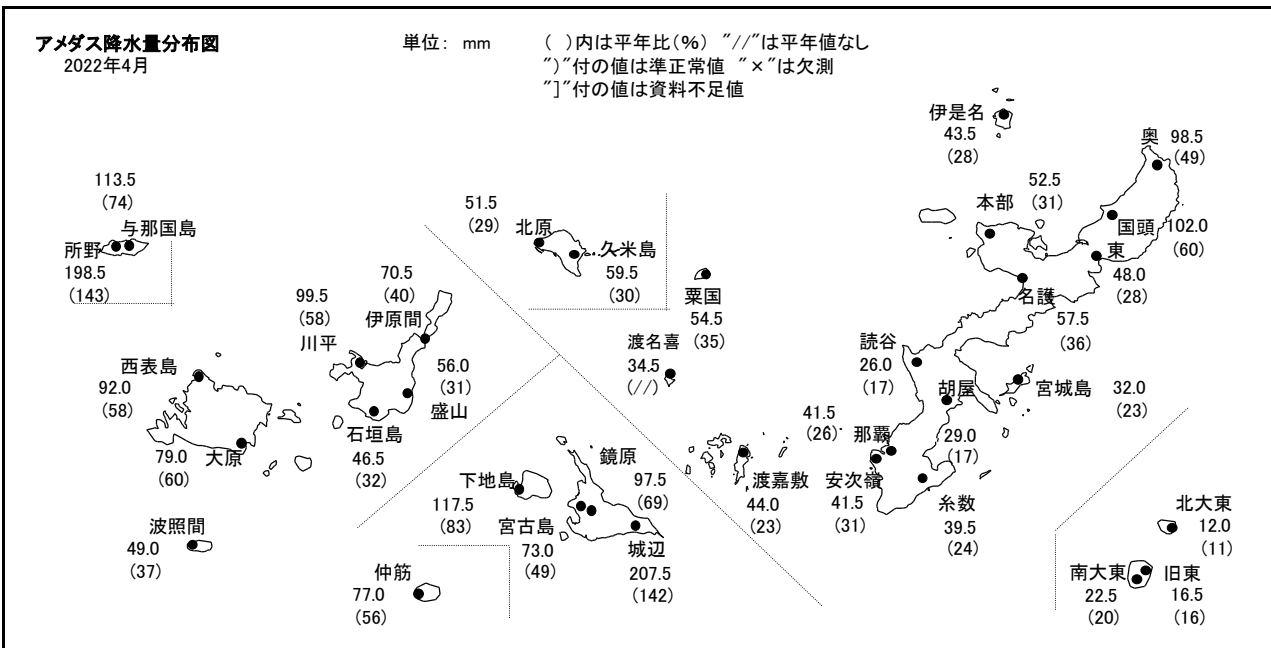 アメダス降水量分布図
2022年4月
単位： mm
( )内は平年比(%) "//"は平年値なし
")"付の値は準正常値 "×"は欠測
"]"付の値は資料不足値
伊是名
43.5
(28)
奥 98.5
(49)
52.5
(31)
本部
国頭 102.0
(60)
東
48.0
(28)
名護
57.5
(36)
113.5
(74)
与那国島
所野
198.5
(143)
51.5
(29)
北原
久米島
59.5
(30)
粟国
54.5
(35)
渡名喜
34.5
(//)
読谷
26.0
(17)
胡屋
29.0
(17)
宮城島
32.0
(23)
70.5
(40)
伊原間
99.5
(58)
川平
56.0
(31)
盛山
石垣島
46.5
(32)
西表島
92.0
(58)
大原
79.0
(60)
波照間
49.0
(37)
41.5
(26)
那覇
安次嶺
41.5
(31)
糸数
39.5
(24)
渡嘉敷
44.0
(23)
鏡原
97.5
(69)
下地島
117.5
(83)
宮古島
73.0
(49)
城辺
207.5
(142)
仲筋
77.0
(56)
北大東
12.0
(11)
南大東
22.5
(20)
旧東
16.5
(16)